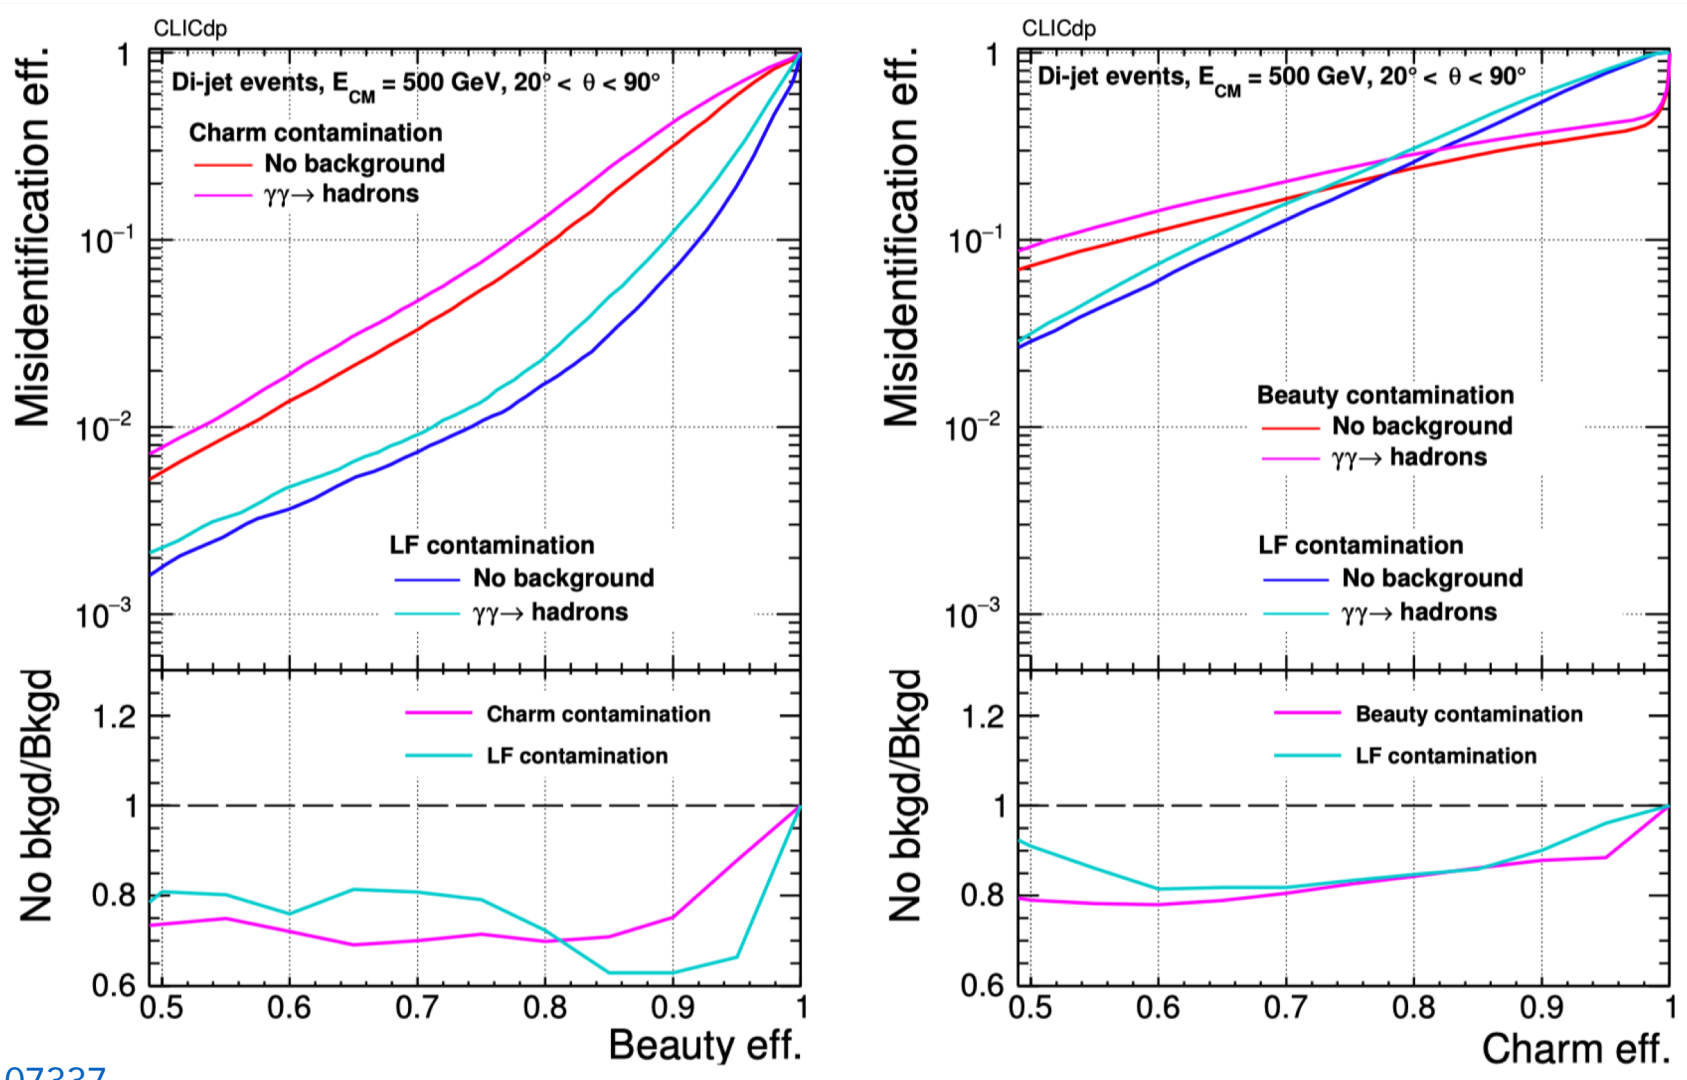 CLICdp
Misidentification eff.
1
10⁻¹
10⁻²
10⁻³
Di-jet events, E_CM = 500 GeV, 20° < θ < 90°
Charm contamination
No background
γγ→ hadrons
LF contamination
No background
γγ→ hadrons
No bkgd/Bkgd
1.2
1
0.8
0.6
Charm contamination
LF contamination
0.5 0.6 0.7 0.8 0.9 1
Beauty eff.
CLICdp
Misidentification eff.
1
10⁻¹
10⁻²
10⁻³
Di-jet events, E_CM = 500 GeV, 20° < θ < 90°
Beauty contamination
No background
γγ→ hadrons
LF contamination
No background
γγ→ hadrons
No bkgd/Bkgd
1.2
1
0.8
0.6
Beauty contamination
LF contamination
0.5 0.6 0.7 0.8 0.9 1
Charm eff.
07337